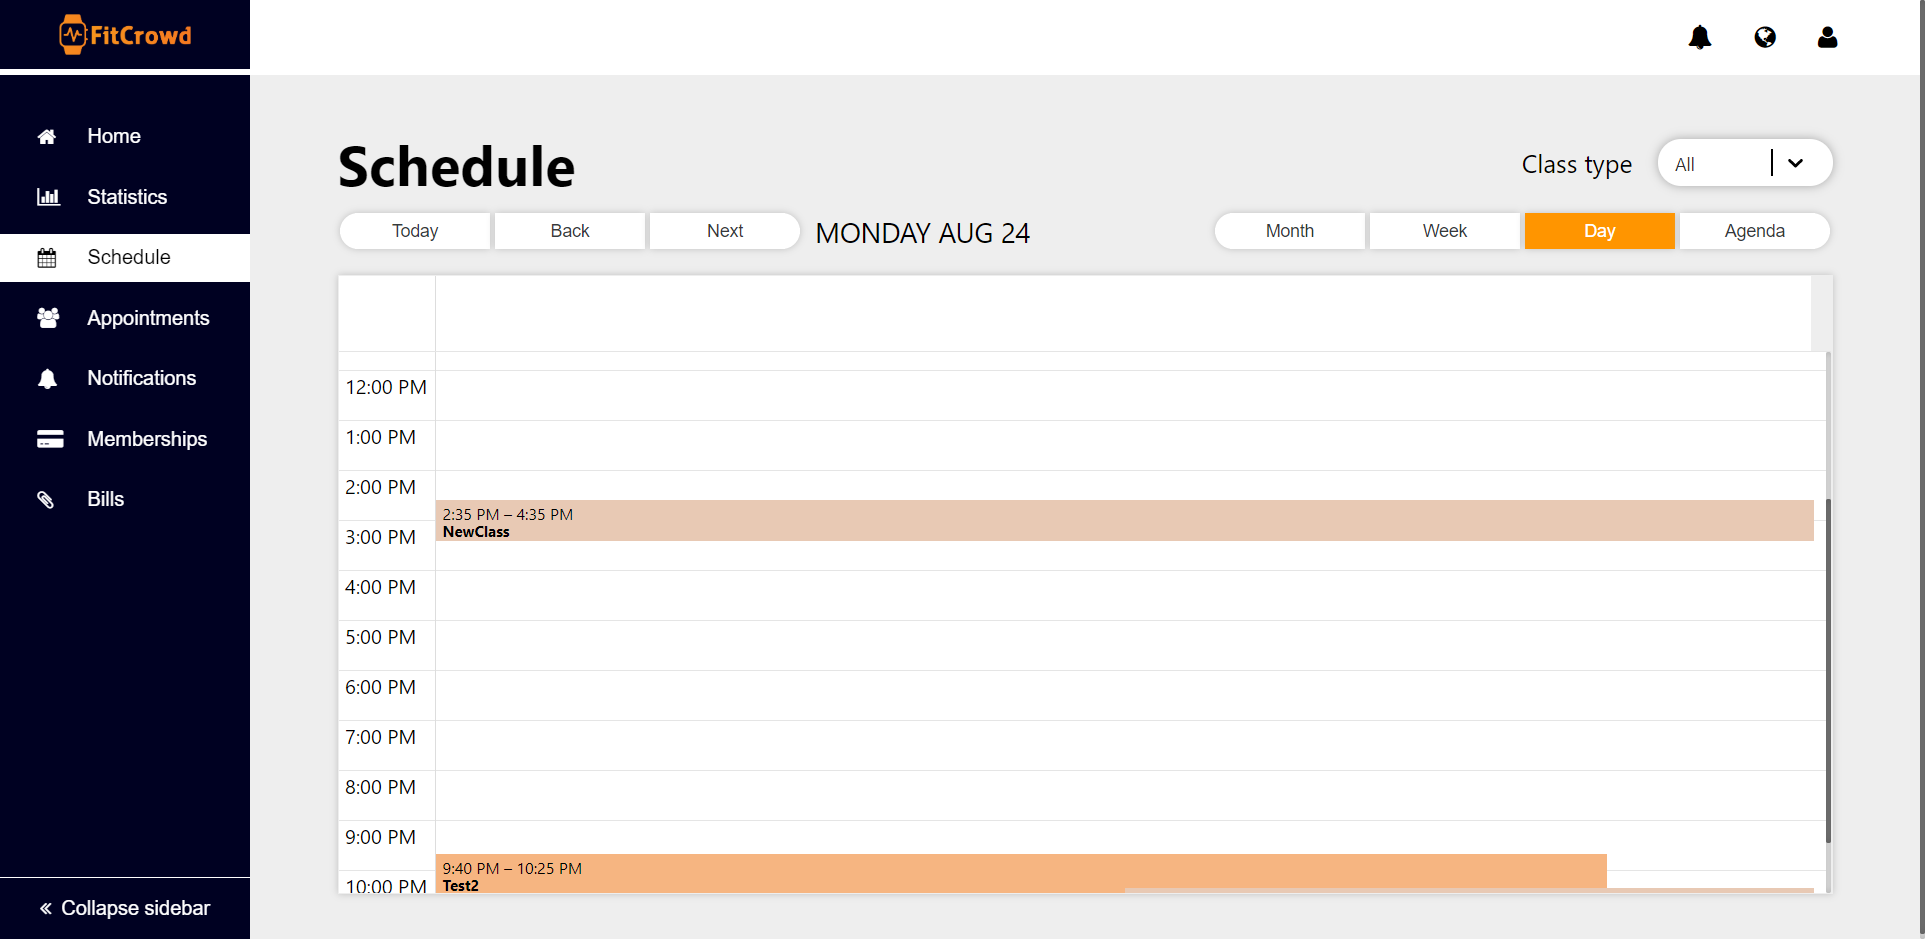 FitCrowd
Home
Statistics
Schedule
Appointments
Notifications
Memberships
Bills
Collapse sidebar
Schedule
Class type
All
Today
Back
Next
MONDAY AUG 24
Month
Week
Day
Agenda
12:00 PM
1:00 PM
2:00 PM
2:35 PM – 4:35 PM
NewClass
3:00 PM
4:00 PM
5:00 PM
6:00 PM
7:00 PM
8:00 PM
9:00 PM
9:40 PM – 10:25 PM
Test2
10:00 PM